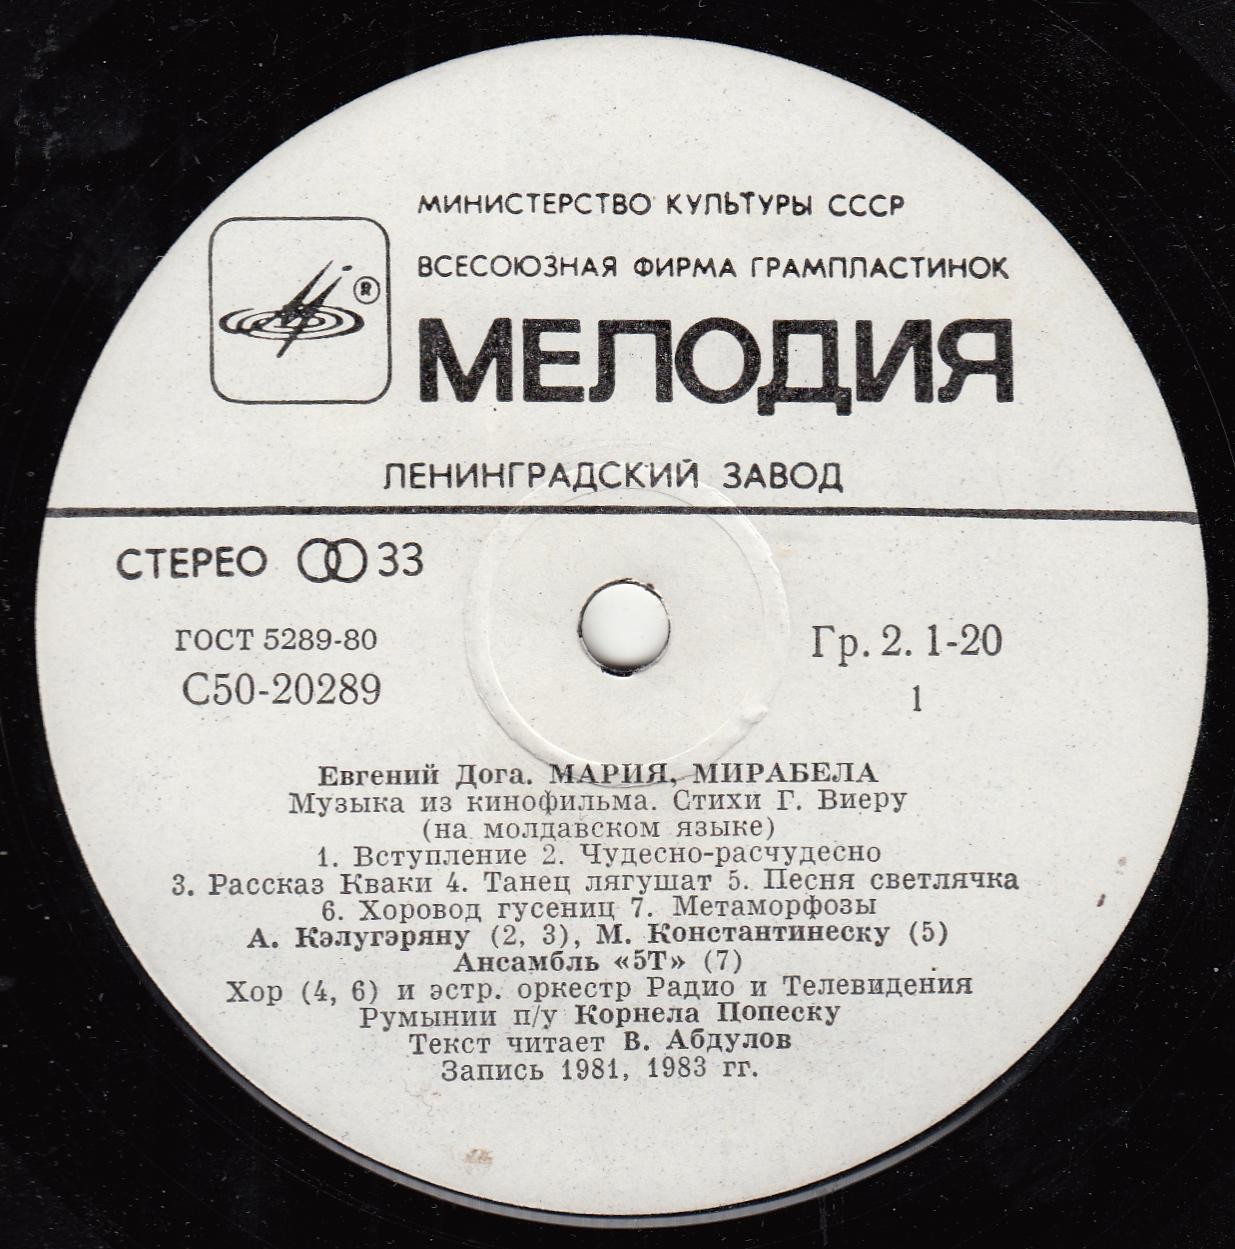 МИНИСТЕРСТВО КУЛЬТУРЫ СССР
ВСЕСОЮЗНАЯ ФИРМА ГРАМПЛАСТИНОК
®
МЕЛОДИЯ
ЛЕНИНГРАДСКИЙ ЗАВОД
СТЕРЕО 33
ГОСТ 5289-80
С50-20289
Гр. 2. 1-20
1
Евгений Дога. МАРИЯ, МИРАБЕЛА
Музыка из кинофильма. Стихи Г. Виеру
(на молдавском языке)
1. Вступление 2. Чудесно-расчудесно
3. Рассказ Кваки 4. Танец лягушат 5. Песня светлячка
6. Хоровод гусениц 7. Метаморфозы
А. Кэлугэряну (2, 3), М. Константинеску (5)
Ансамбль «5Т» (7)
Хор (4, 6) и эстр. оркестр Радио и Телевидения
Румынии п/у Корнела Попеску
Текст читает В. Абдулов
Запись 1981, 1983 гг.